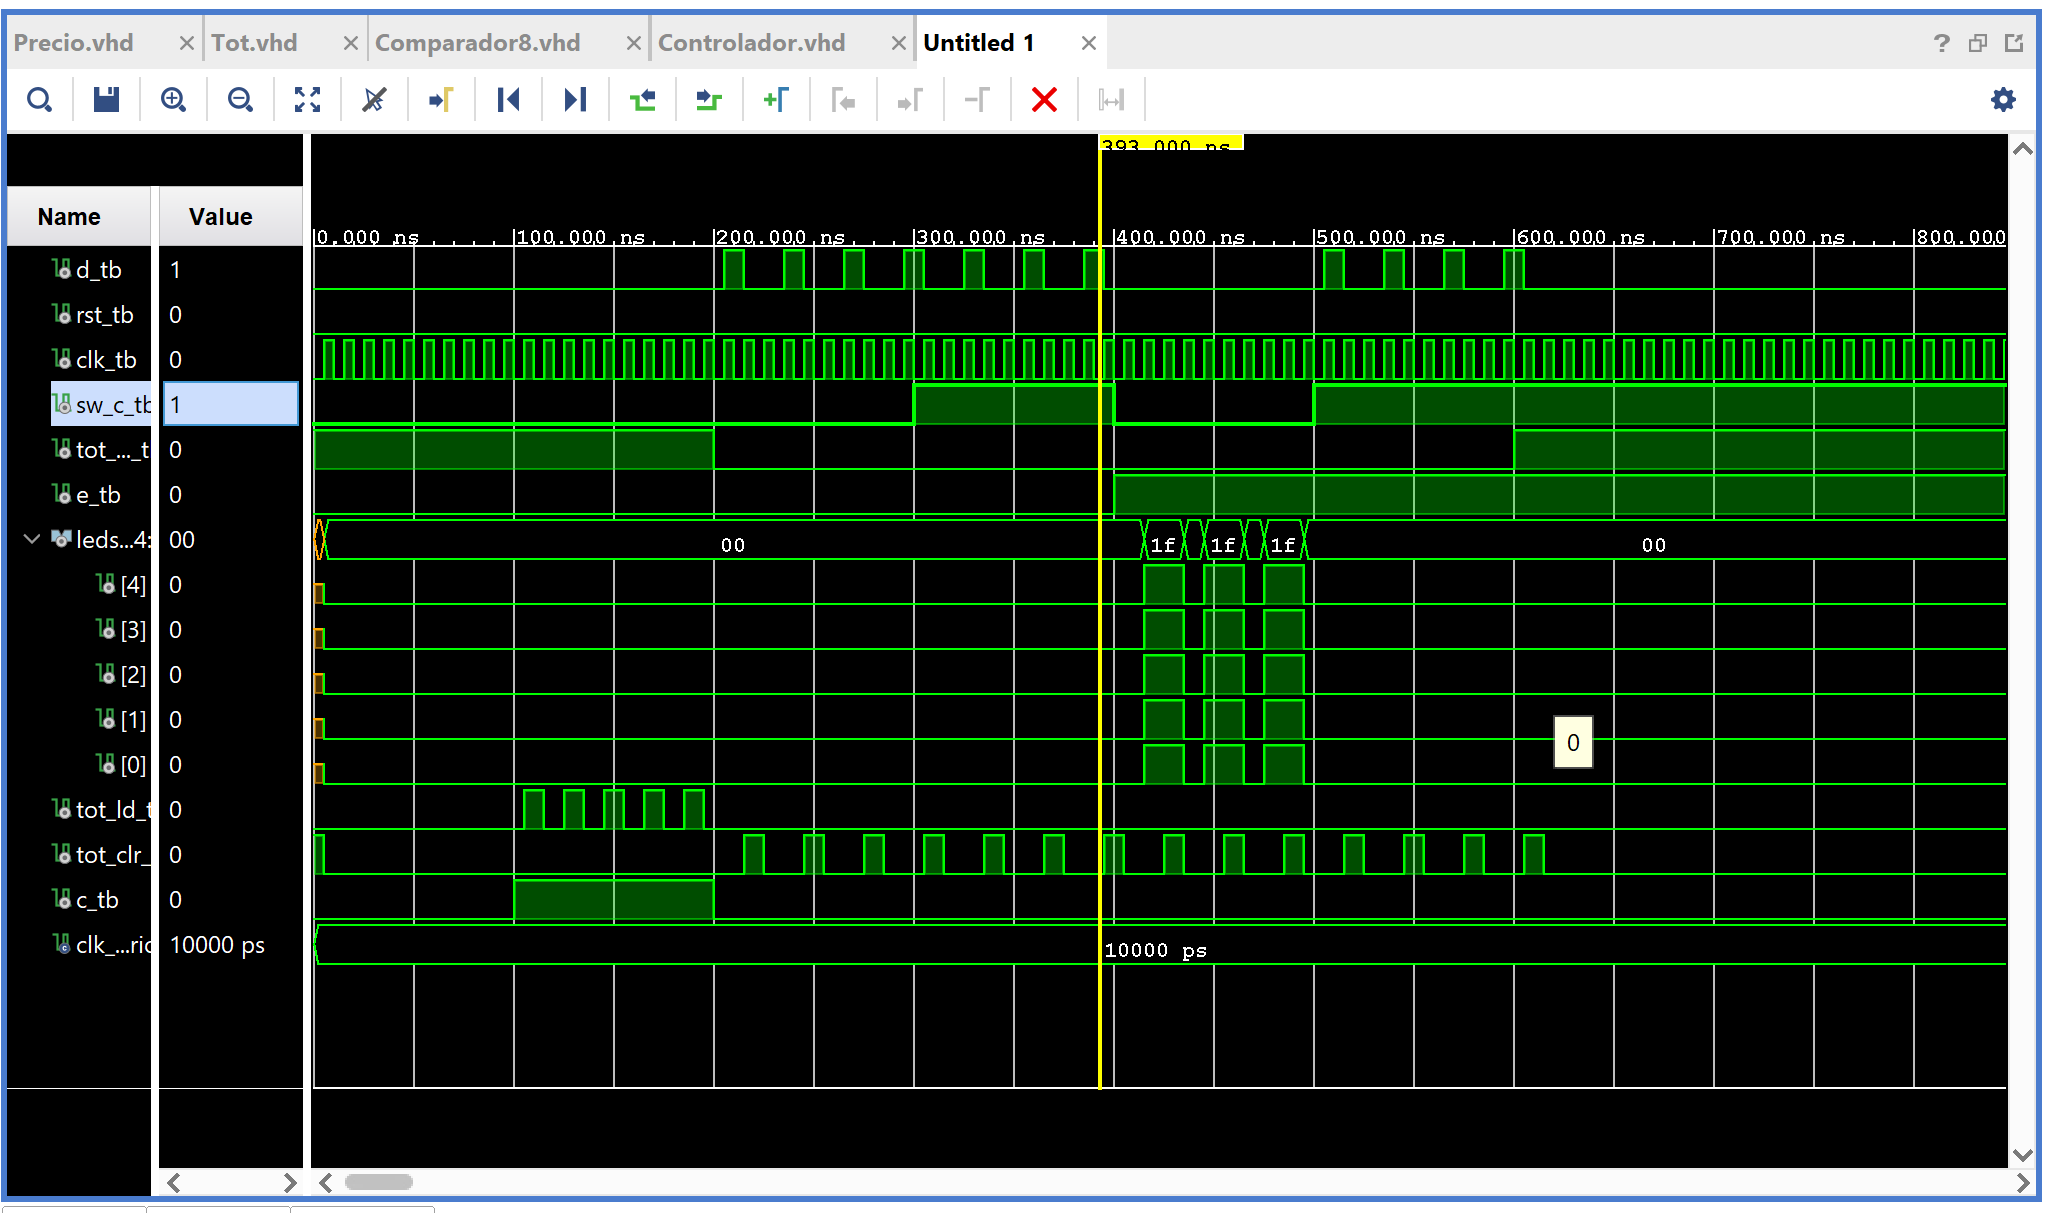 Precio.vhd Tot.vhd Comparador8.vhd Controlador.vhd Untitled 1
393.000 ns
Name Value
0.000 ns 100.000 ns 200.000 ns 300.000 ns 400.000 ns 500.000 ns 600.000 ns 700.000 ns 800.000
d_tb 1
rst_tb 0
clk_tb 0
sw_c_tb 1
tot_..._t 0
e_tb 0
leds...4: 00 00 1f 1f 1f 00
[4] 0
[3] 0
[2] 0
[1] 0
0
[0] 0
tot_ld_t 0
tot_clr_ 0
c_tb 0
clk_...ric 10000 ps 10000 ps